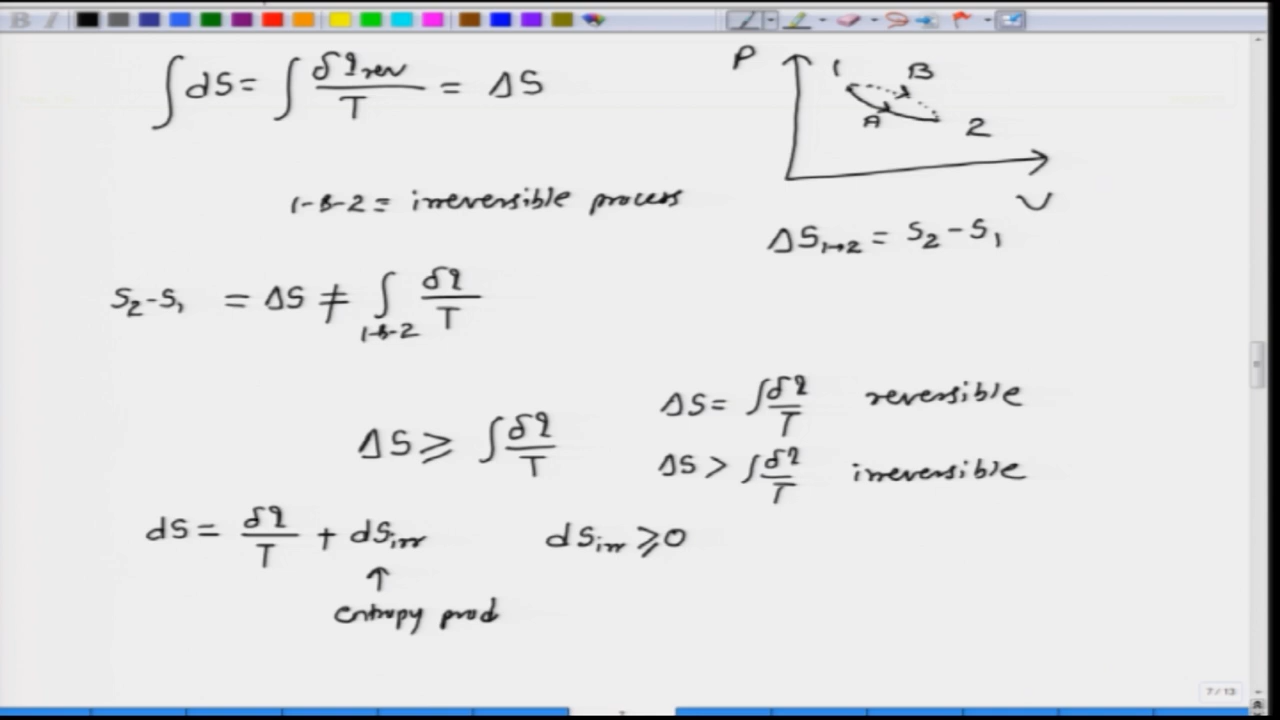 ∫dS = ∫ δq_rev / T = ΔS
P
1
B
A
2
V
1-B-2 = irreversible process
ΔS_1→2 = S_2 - S_1
S_2 - S_1 = ΔS ≠ ∫_1-B-2 δq / T
ΔS = ∫ δq / T reversible
ΔS ≥ ∫ δq / T
ΔS > ∫ δq / T irreversible
dS = δq / T + dS_irr dS_irr ≥ 0
↑
entropy prod
7 / 13